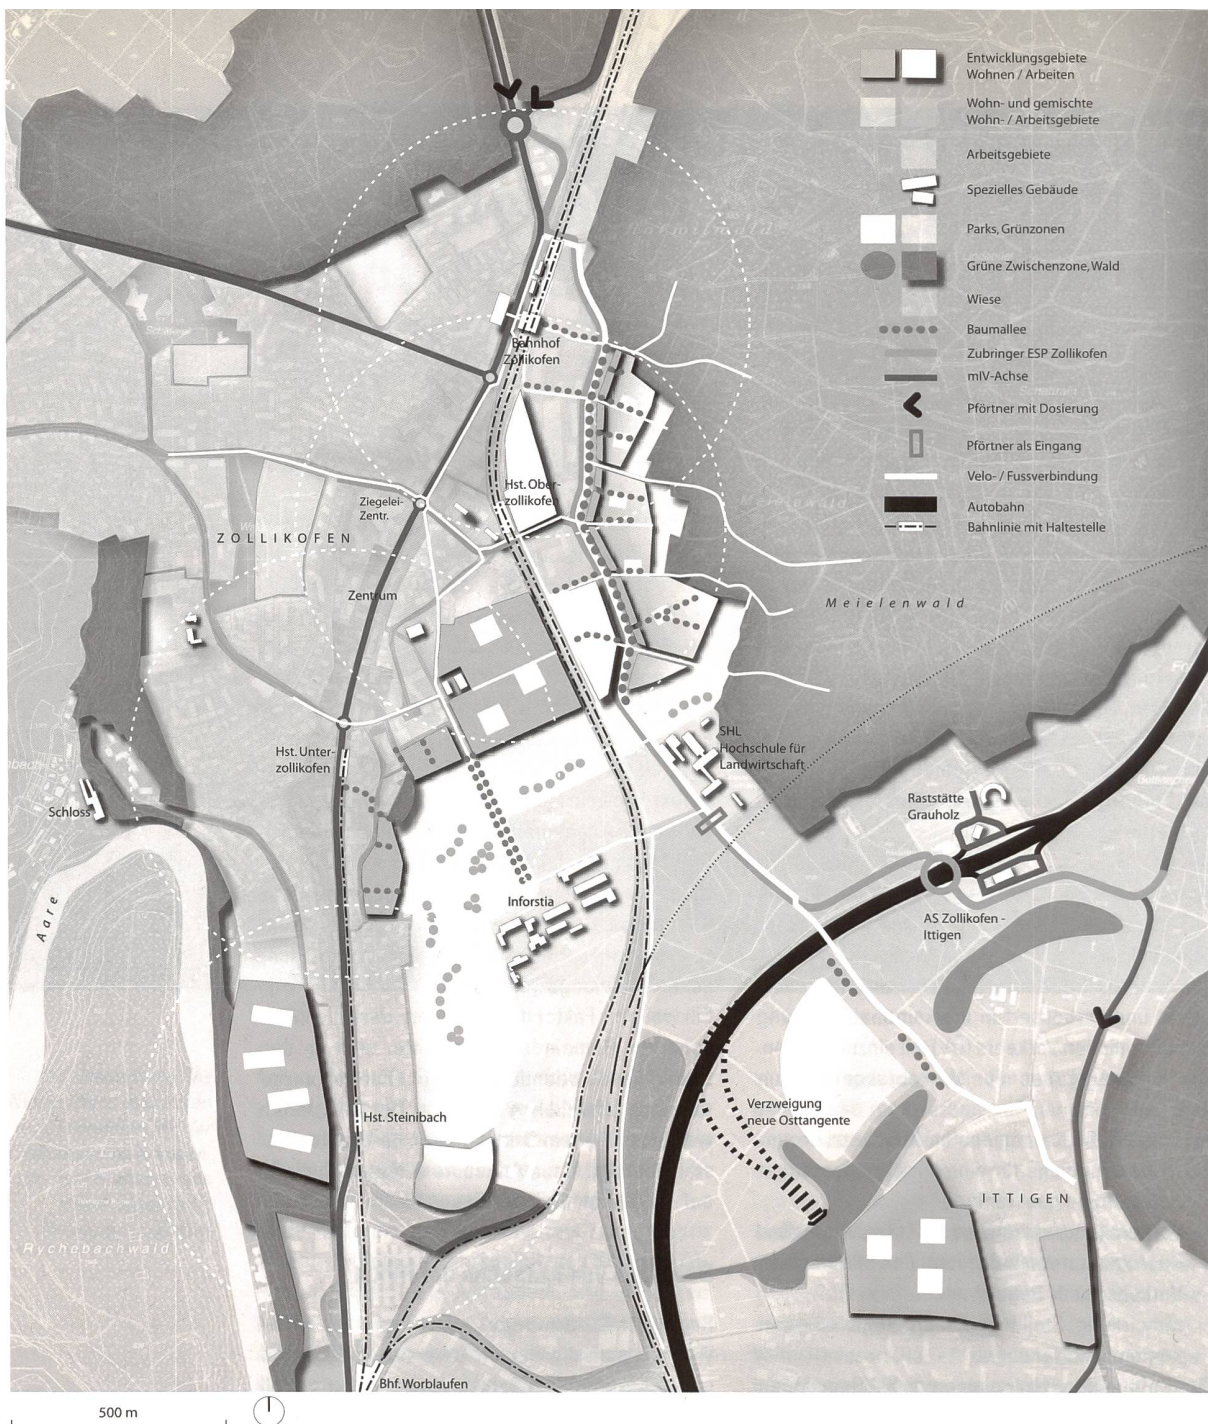 Entwicklungsgebiete
Wohnen / Arbeiten
Wohn- und gemischte
Wohn- / Arbeitsgebiete
Arbeitsgebiete
Spezielles Gebäude
Parks, Grünzonen
Grüne Zwischenzone, Wald
Wiese
Baumallee
Zubringer ESP Zollikofen
mIV-Achse
Pförtner mit Dosierung
Pförtner als Eingang
Velo- / Fussverbindung
Autobahn
Bahnlinie mit Haltestelle
Bahnhof
Zollikofen
Hst. Ober-
zollikofen
Ziegelei-
Zentr.
ZOLLIKOFEN
Zentrum
Meielenwald
Hst. Unter-
zollikofen
SHL
Hochschule für
Landwirtschaft
Schloss
Raststätte
Grauholz
Aare
Inforstia
AS Zollikofen -
Ittigen
Hst. Steinibach
Verzweigung
neue Osttangente
ITTIGEN
Rychebachwald
Bhf. Worblaufen
500 m